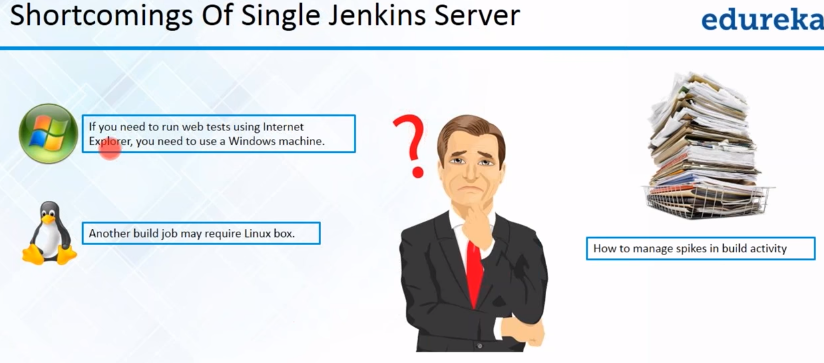 Shortcomings Of Single Jenkins Server
edureka
If you need to run web tests using Internet
Explorer, you need to use a Windows machine.
?
Another build job may require Linux box.
How to manage spikes in build activity